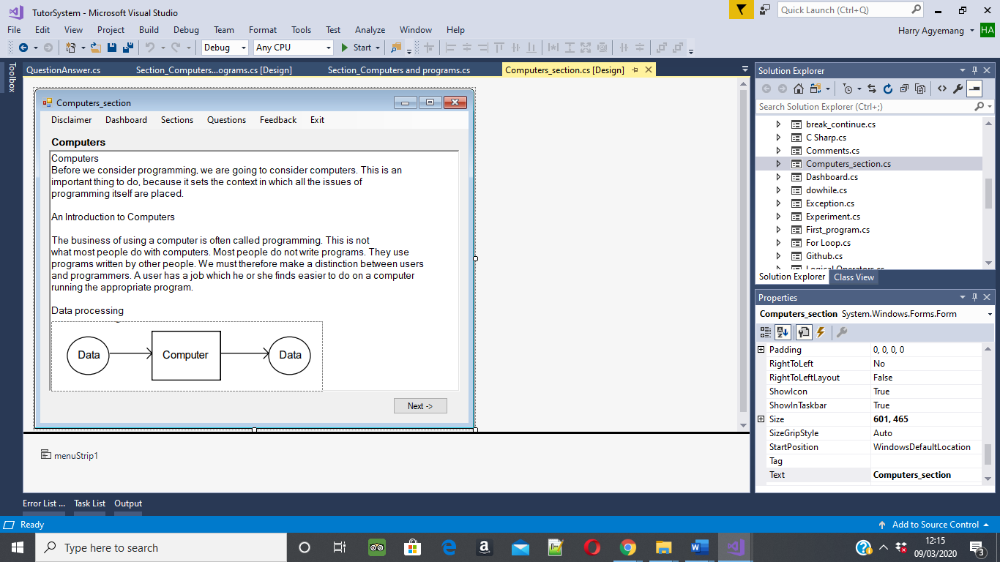 TutorSystem - Microsoft Visual Studio
Quick Launch (Ctrl+Q)
File Edit View Project Build Debug Team Format Tools Test Analyze Window Help
Harry Agyemang HA
Debug Any CPU Start
Toolbox
QuestionAnswer.cs Section_Computers...ograms.cs [Design] Section_Computers and programs.cs Computers_section.cs [Design]
Computers_section
Disclaimer Dashboard Sections Questions Feedback Exit
Computers
Computers
Before we consider programming, we are going to consider computers. This is an
important thing to do, because it sets the context in which all the issues of
programming itself are placed.
An Introduction to Computers
The business of using a computer is often called programming. This is not
what most people do with computers. Most people do not write programs. They use
programs written by other people. We must therefore make a distinction between users
and programmers. A user has a job which he or she finds easier to do on a computer
running the appropriate program.
Data processing
Data Computer Data
Next ->
menuStrip1
Solution Explorer
Search Solution Explorer (Ctrl+;)
break_continue.cs
C Sharp.cs
Comments.cs
Computers_section.cs
Dashboard.cs
dowhile.cs
Exception.cs
Experiment.cs
First_program.cs
For Loop.cs
Github.cs
Logical Operators.cs
Solution Explorer Class View
Properties
Computers_section System.Windows.Forms.Form
Padding 0, 0, 0, 0
RightToLeft No
RightToLeftLayout False
ShowIcon True
ShowInTaskbar True
Size 601, 465
SizeGripStyle Auto
StartPosition WindowsDefaultLocation
Tag
Text Computers_section
Error List ... Task List Output
Ready
Add to Source Control
Type here to search
12:15
09/03/2020
3